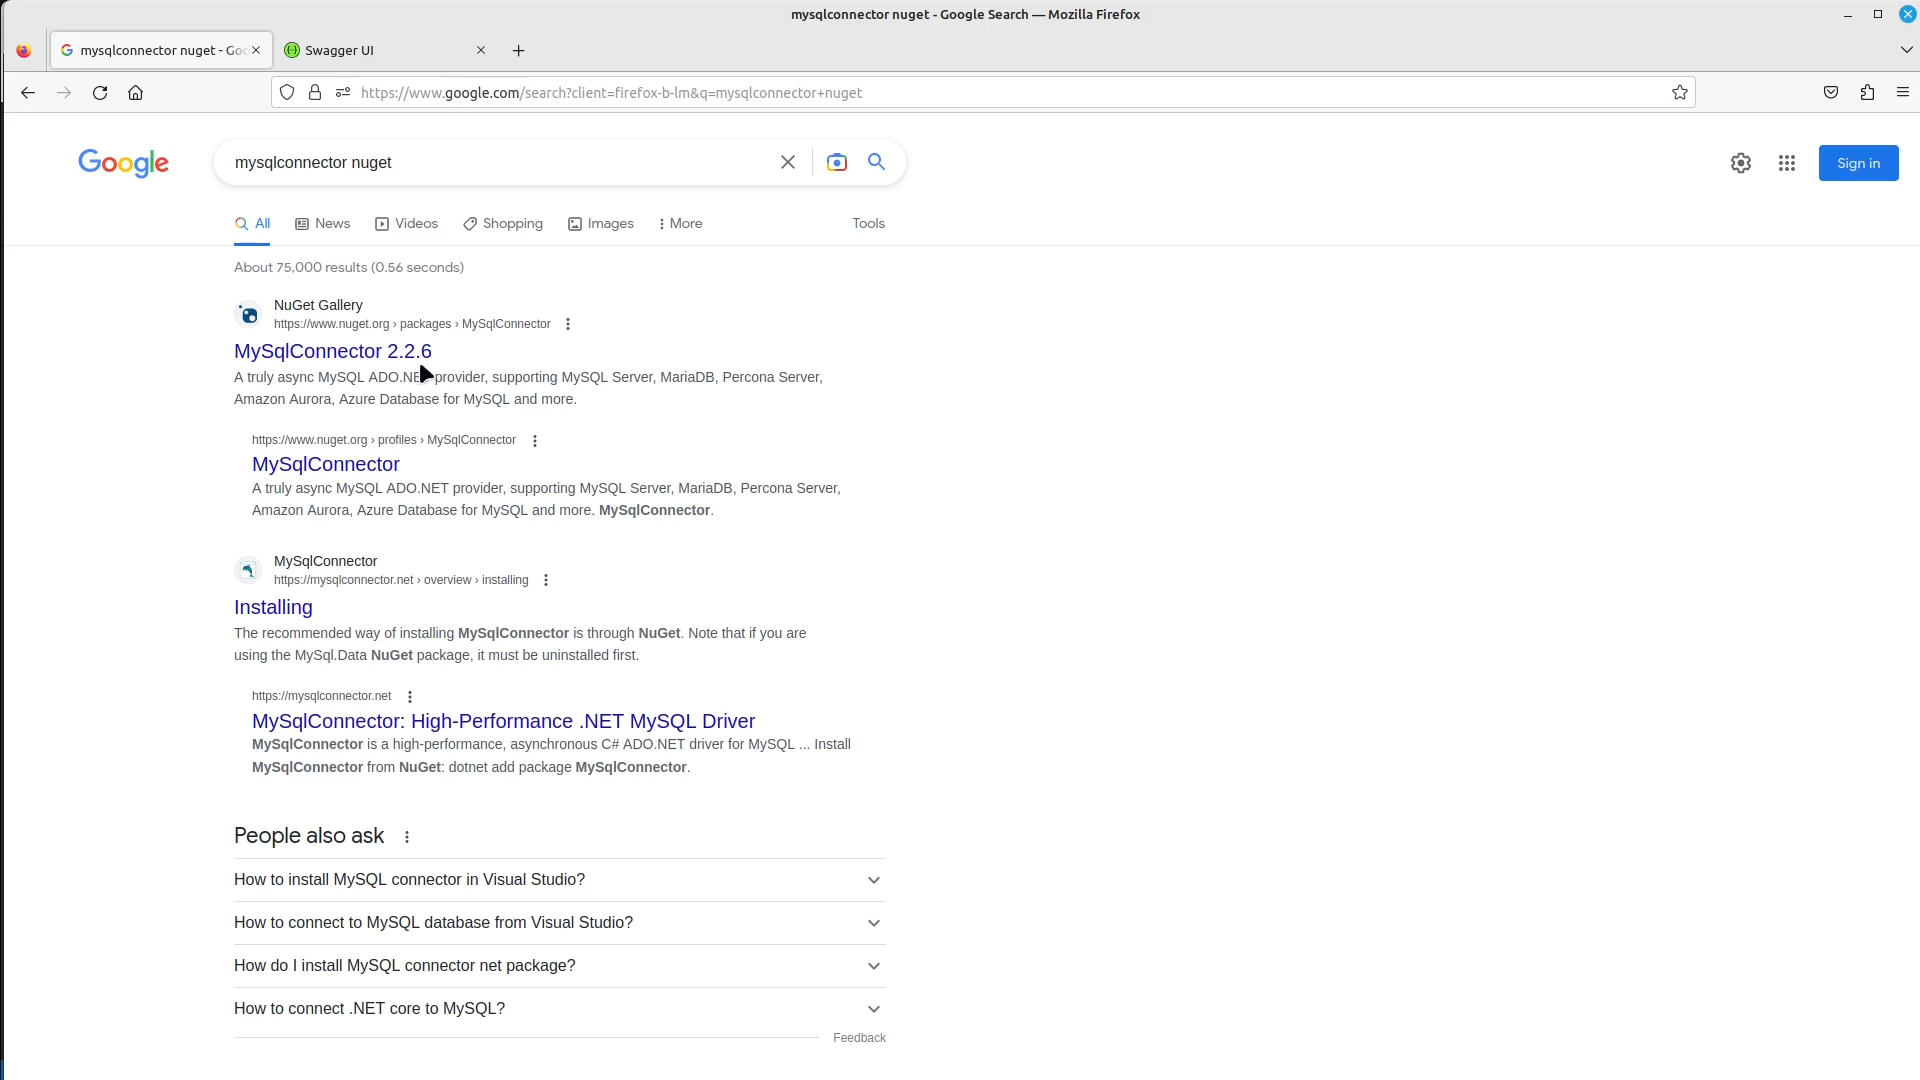 mysqlconnector nuget - Google Search — Mozilla Firefox
mysqlconnector nuget - Goo
Swagger UI
https://www.google.com/search?client=firefox-b-lm&q=mysqlconnector+nuget
Google
mysqlconnector nuget
Sign in
All
News
Videos
Shopping
Images
More
Tools
About 75,000 results (0.56 seconds)
NuGet Gallery
https://www.nuget.org › packages › MySqlConnector
MySqlConnector 2.2.6
A truly async MySQL ADO.NET provider, supporting MySQL Server, MariaDB, Percona Server,
Amazon Aurora, Azure Database for MySQL and more.
https://www.nuget.org › profiles › MySqlConnector
MySqlConnector
A truly async MySQL ADO.NET provider, supporting MySQL Server, MariaDB, Percona Server,
Amazon Aurora, Azure Database for MySQL and more. MySqlConnector.
MySqlConnector
https://mysqlconnector.net › overview › installing
Installing
The recommended way of installing MySqlConnector is through NuGet. Note that if you are
using the MySql.Data NuGet package, it must be uninstalled first.
https://mysqlconnector.net
MySqlConnector: High-Performance .NET MySQL Driver
MySqlConnector is a high-performance, asynchronous C# ADO.NET driver for MySQL ... Install
MySqlConnector from NuGet: dotnet add package MySqlConnector.
People also ask
How to install MySQL connector in Visual Studio?
How to connect to MySQL database from Visual Studio?
How do I install MySQL connector net package?
How to connect .NET core to MySQL?
Feedback